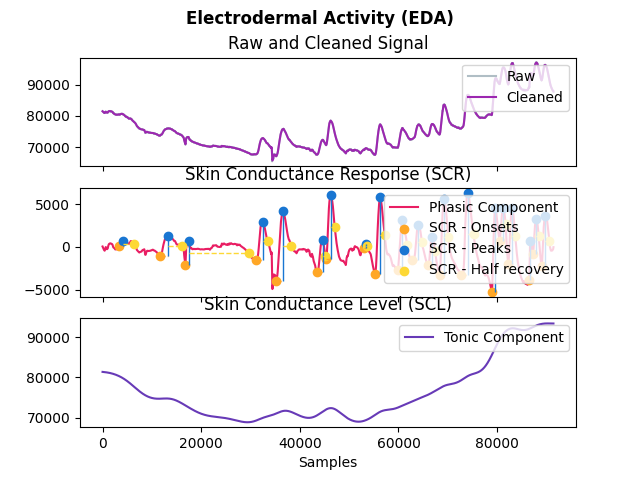 Electrodermal Activity (EDA)
Raw and Cleaned Signal
90000
80000
70000
Raw
Cleaned
Skin Conductance Response (SCR)
5000
0
−5000
Phasic Component
SCR - Onsets
SCR - Peaks
SCR - Half recovery
Skin Conductance Level (SCL)
90000
80000
70000
Tonic Component
0 20000 40000 60000 80000
Samples